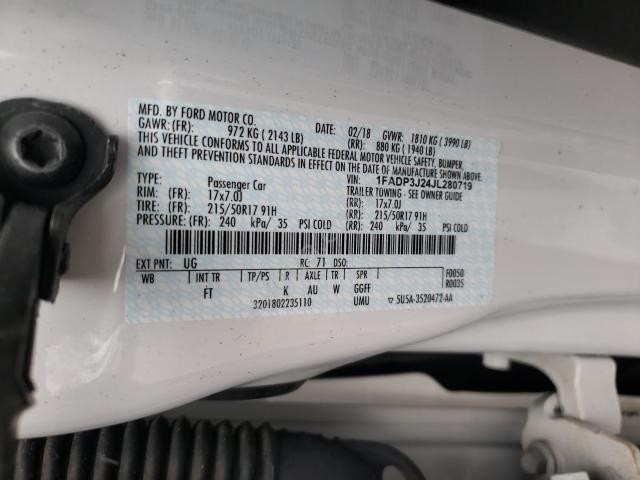 MFD. BY FORD MOTOR CO.
DATE: 02/18 GVWR: 1810 KG ( 3990 LB)
GAWR: (FR): 972 KG ( 2143 LB) (RR): 880 KG ( 1940 LB)
THIS VEHICLE CONFORMS TO ALL APPLICABLE FEDERAL MOTOR VEHICLE SAFETY, BUMPER,
AND THEFT PREVENTION STANDARDS IN EFFECT ON THE DATE OF MANUFACTURE SHOWN ABOVE.
VIN: 1FADP3J24JL280719
TYPE: Passenger Car TRAILER TOWING - SEE OWNER GUIDE
RIM: (FR): 17x7.0J (RR): 17x7.0J
TIRE: (FR): 215/50R17 91H (RR): 215/50R17 91H
PRESSURE: (FR): 240 kPa/ 35 PSI COLD (RR): 240 kPa/ 35 PSI COLD
EXT PNT: UG RC: 71 DSO: F0050
WB INT TR TP/PS R AXLE TR SPR R0035
FT K AU W GGFF
3201802235110 UMU ▽ 5U5A-3520472-AA